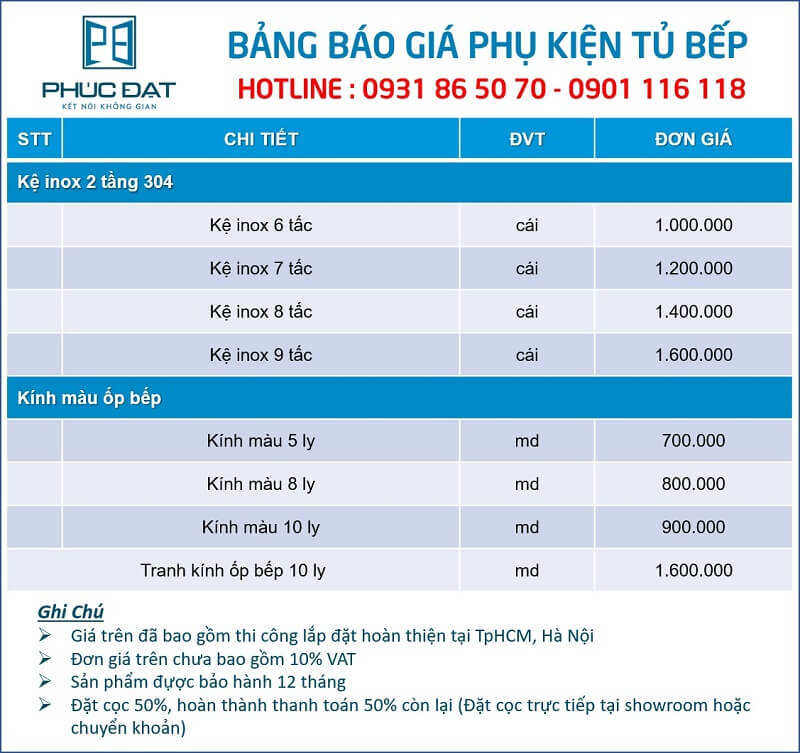 PHÚC ĐẠT
KẾT NỐI KHÔNG GIAN
BẢNG BÁO GIÁ PHỤ KIỆN TỦ BẾP
HOTLINE : 0931 86 50 70 - 0901 116 118
STT CHI TIẾT ĐVT ĐƠN GIÁ
Kệ inox 2 tầng 304
Kệ inox 6 tấc cái 1.000.000
Kệ inox 7 tấc cái 1.200.000
Kệ inox 8 tấc cái 1.400.000
Kệ inox 9 tấc cái 1.600.000
Kính màu ốp bếp
Kính màu 5 ly md 700.000
Kính màu 8 ly md 800.000
Kính màu 10 ly md 900.000
Tranh kính ốp bếp 10 ly md 1.600.000
Ghi Chú
➢ Giá trên đã bao gồm thi công lắp đặt hoàn thiện tại TpHCM, Hà Nội
➢ Đơn giá trên chưa bao gồm 10% VAT
➢ Sản phẩm đựợc bảo hành 12 tháng
➢ Đặt cọc 50%, hoàn thành thanh toán 50% còn lại (Đặt cọc trực tiếp tại showroom hoặc
chuyển khoản)